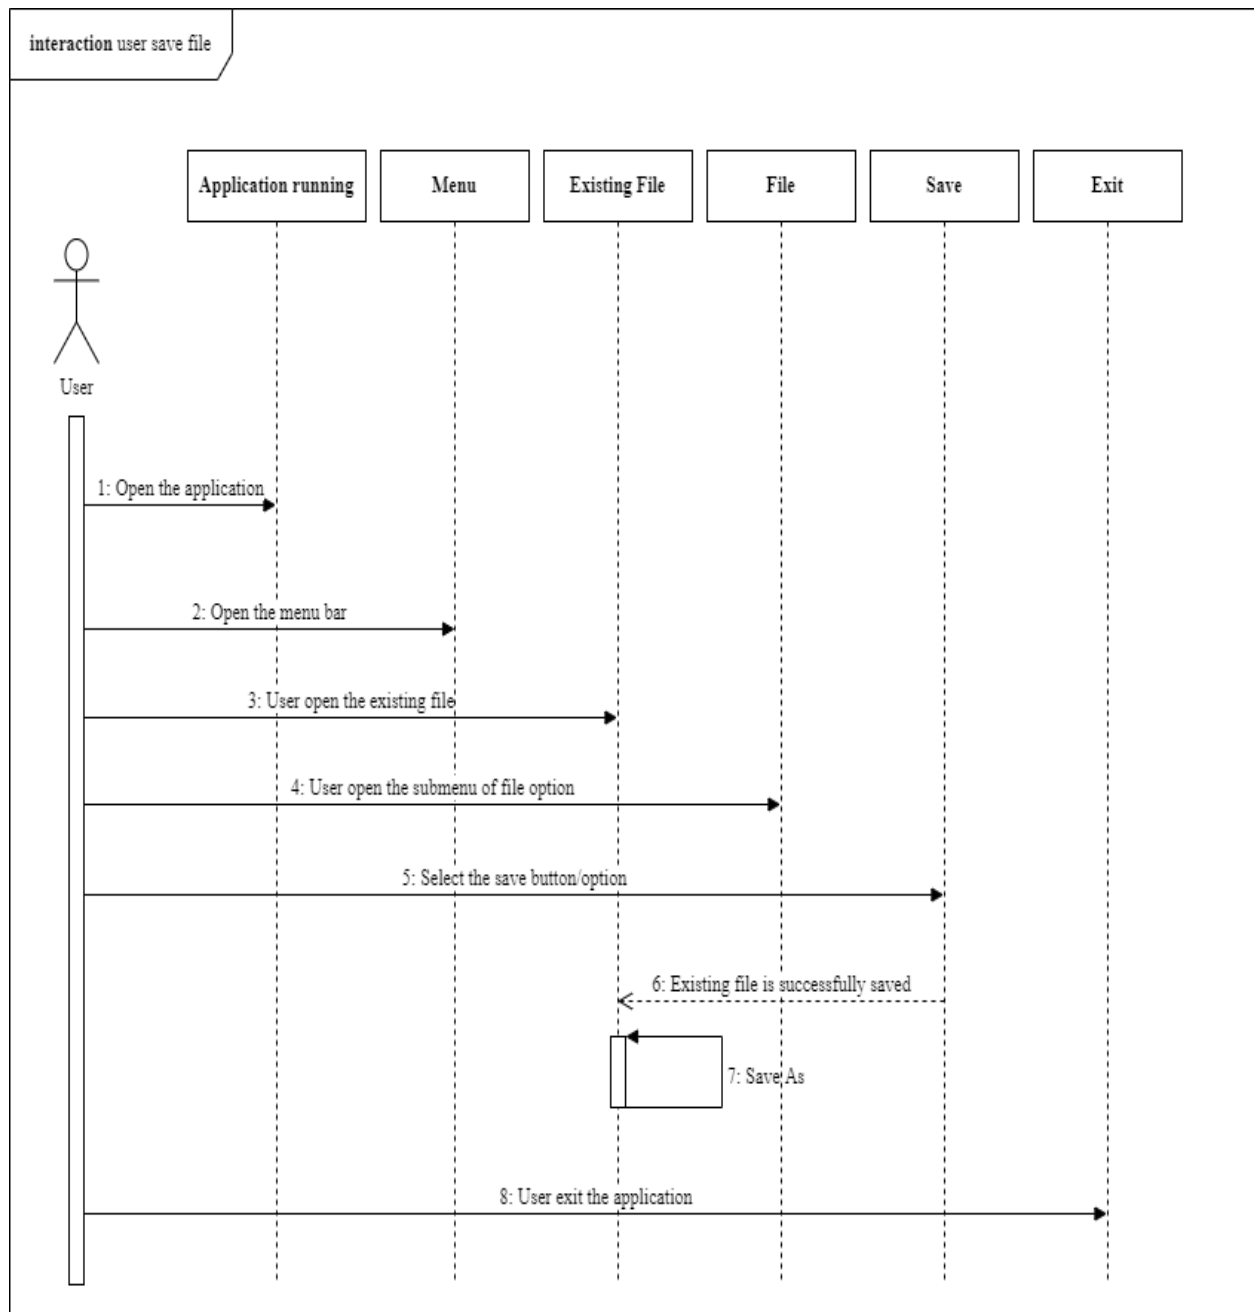 interaction user save file
Application running
Menu
Existing File
File
Save
Exit
User
1: Open the application
2: Open the menu bar
3: User open the existing file
4: User open the submenu of file option
5: Select the save button/option
6: Existing file is successfully saved
7: Save As
8: User exit the application